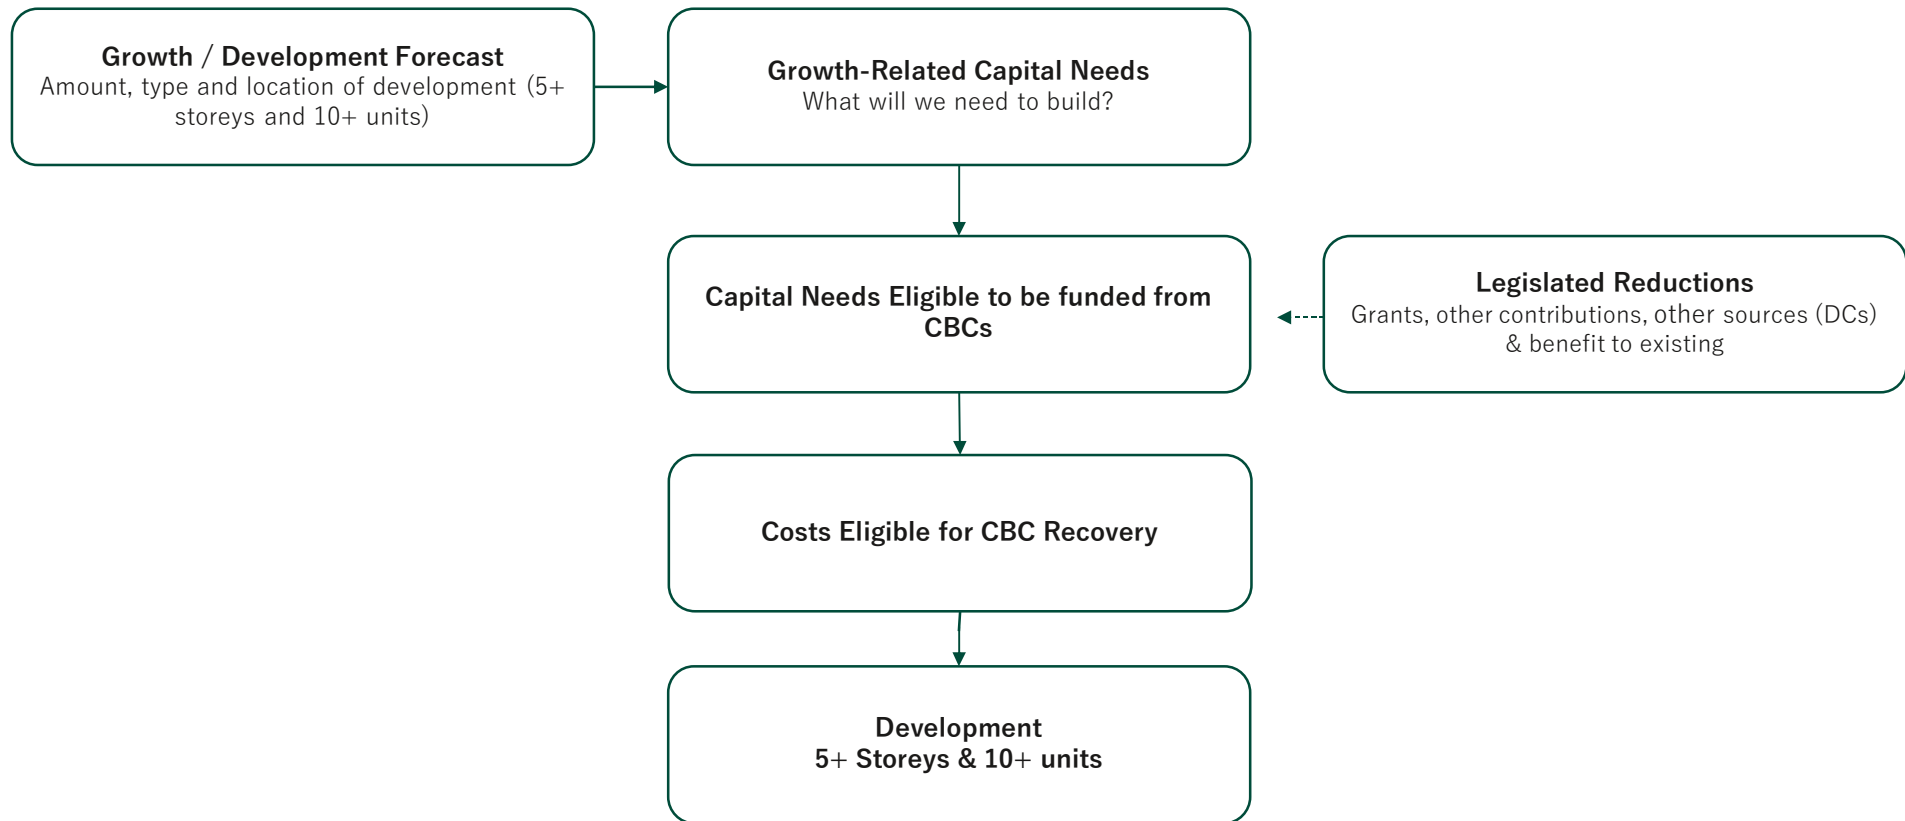 Growth / Development Forecast
Amount, type and location of development (5+
storeys and 10+ units)
Growth-Related Capital Needs
What will we need to build?
Capital Needs Eligible to be funded from
CBCs
Legislated Reductions
Grants, other contributions, other sources (DCs)
& benefit to existing
Costs Eligible for CBC Recovery
Development
5+ Storeys & 10+ units